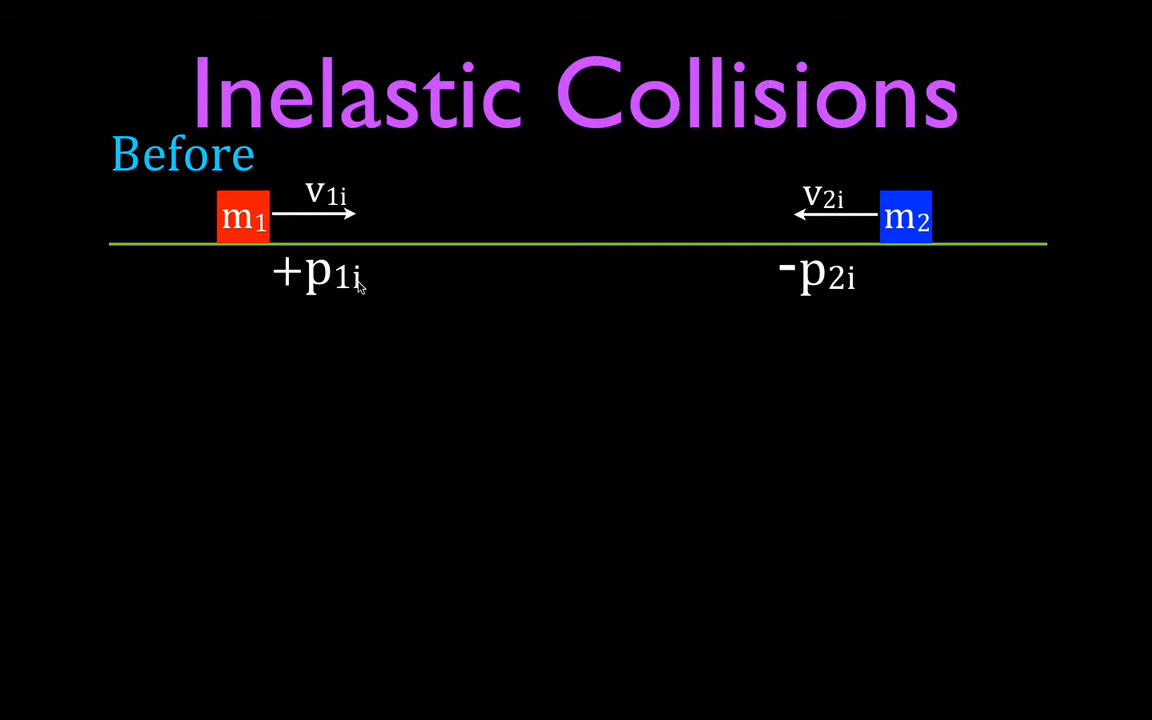 Inelastic Collisions
Before
v₁ᵢ v₂ᵢ
m₁ m₂
+p₁ᵢ -p₂ᵢ